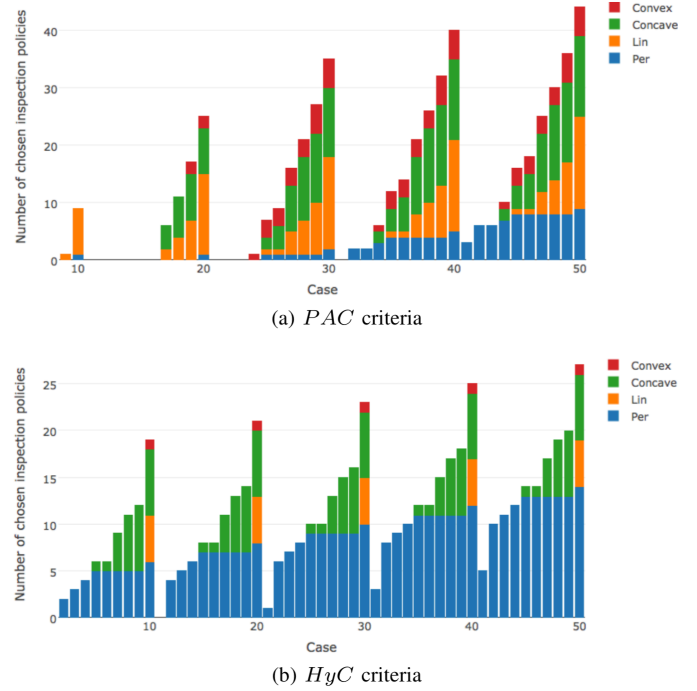 Number of chosen inspection policies
40
30
20
10
0
10
20
30
40
50
Case
Convex
Concave
Lin
Per
(a) PAC criteria
Number of chosen inspection policies
25
20
15
10
5
0
10
20
30
40
50
Case
Convex
Concave
Lin
Per
(b) HyC criteria